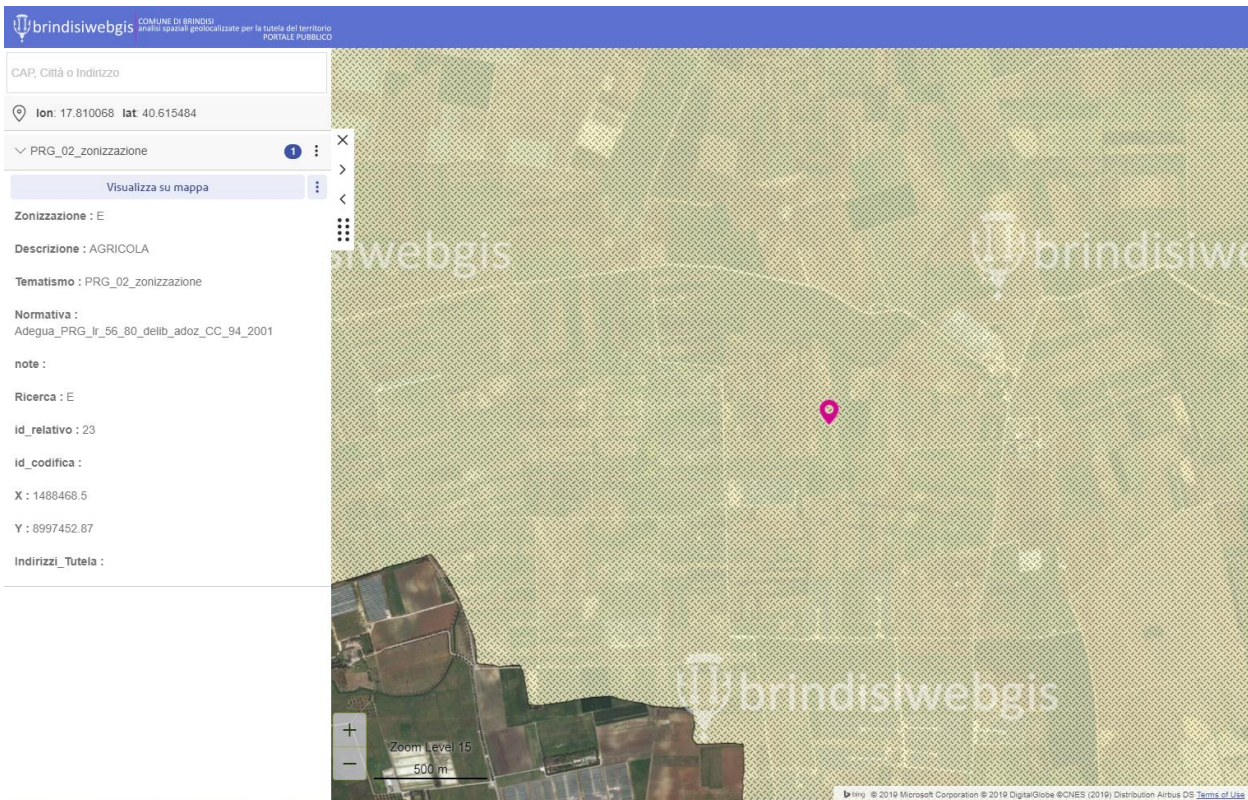 brindisiwebgis
COMUNE DI BRINDISI
analisi spaziali geolocalizzate per la tutela del territorio
PORTALE PUBBLICO
CAP, Cittá o Indirizzo
lon: 17.810068 lat: 40.615484
PRG_02_zonizzazione 1
Visualizza su mappa
Zonizzazione : E
Descrizione : AGRICOLA
Tematismo : PRG_02_zonizzazione
Normativa :
Adegua_PRG_lr_56_80_delib_adoz_CC_94_2001
note :
Ricerca : E
id_relativo : 23
id_codifica :
X : 1488468.5
Y : 8997452.87
Indirizzi_Tutela :
siwebgis
brindisiwe
brindisiwebgis
+
Zoom Level 15
−
500 m
bing © 2019 Microsoft Corporation © 2019 DigitalGlobe ©CNES (2019) Distribution Airbus DS Terms of Use